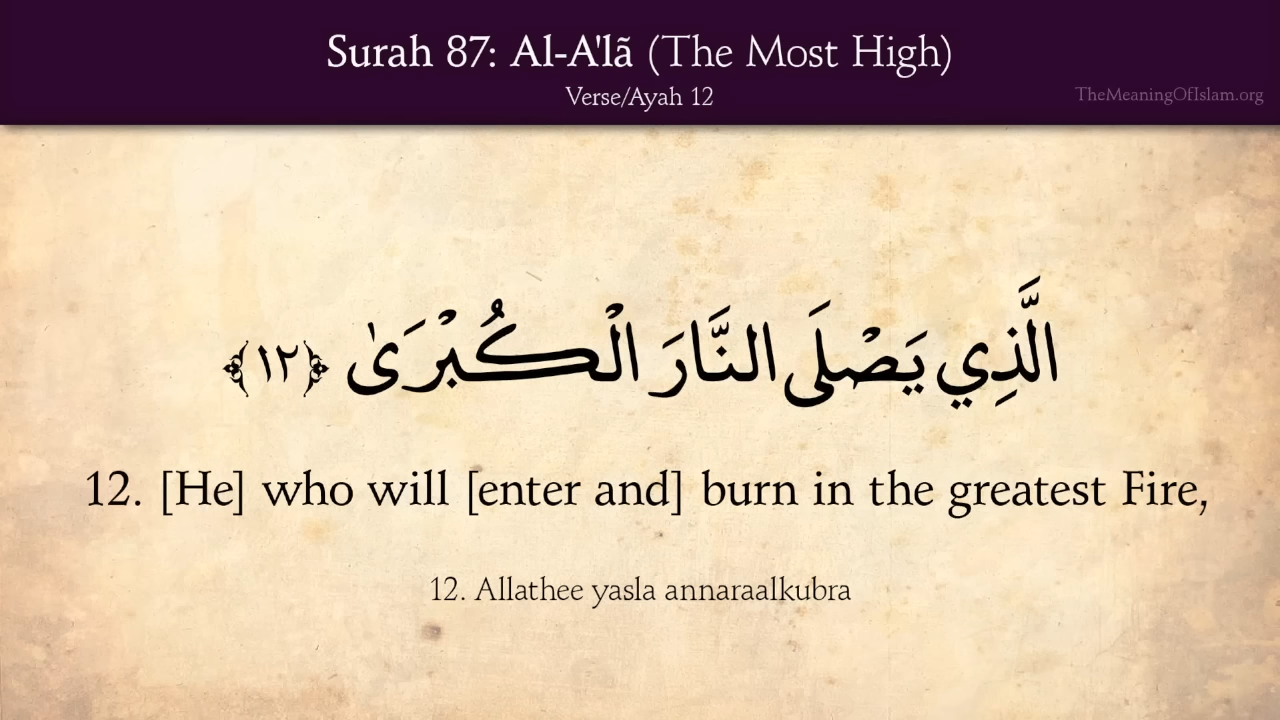 Surah 87: Al-A'lã (The Most High)
Verse/Ayah 12
TheMeaningOfIslam.org
الَّذِي يَصْلَى النَّارَ الْكُبْرَىٰ ﴿١٢﴾
12. [He] who will [enter and] burn in the greatest Fire,
12. Allathee yasla annaraalkubra